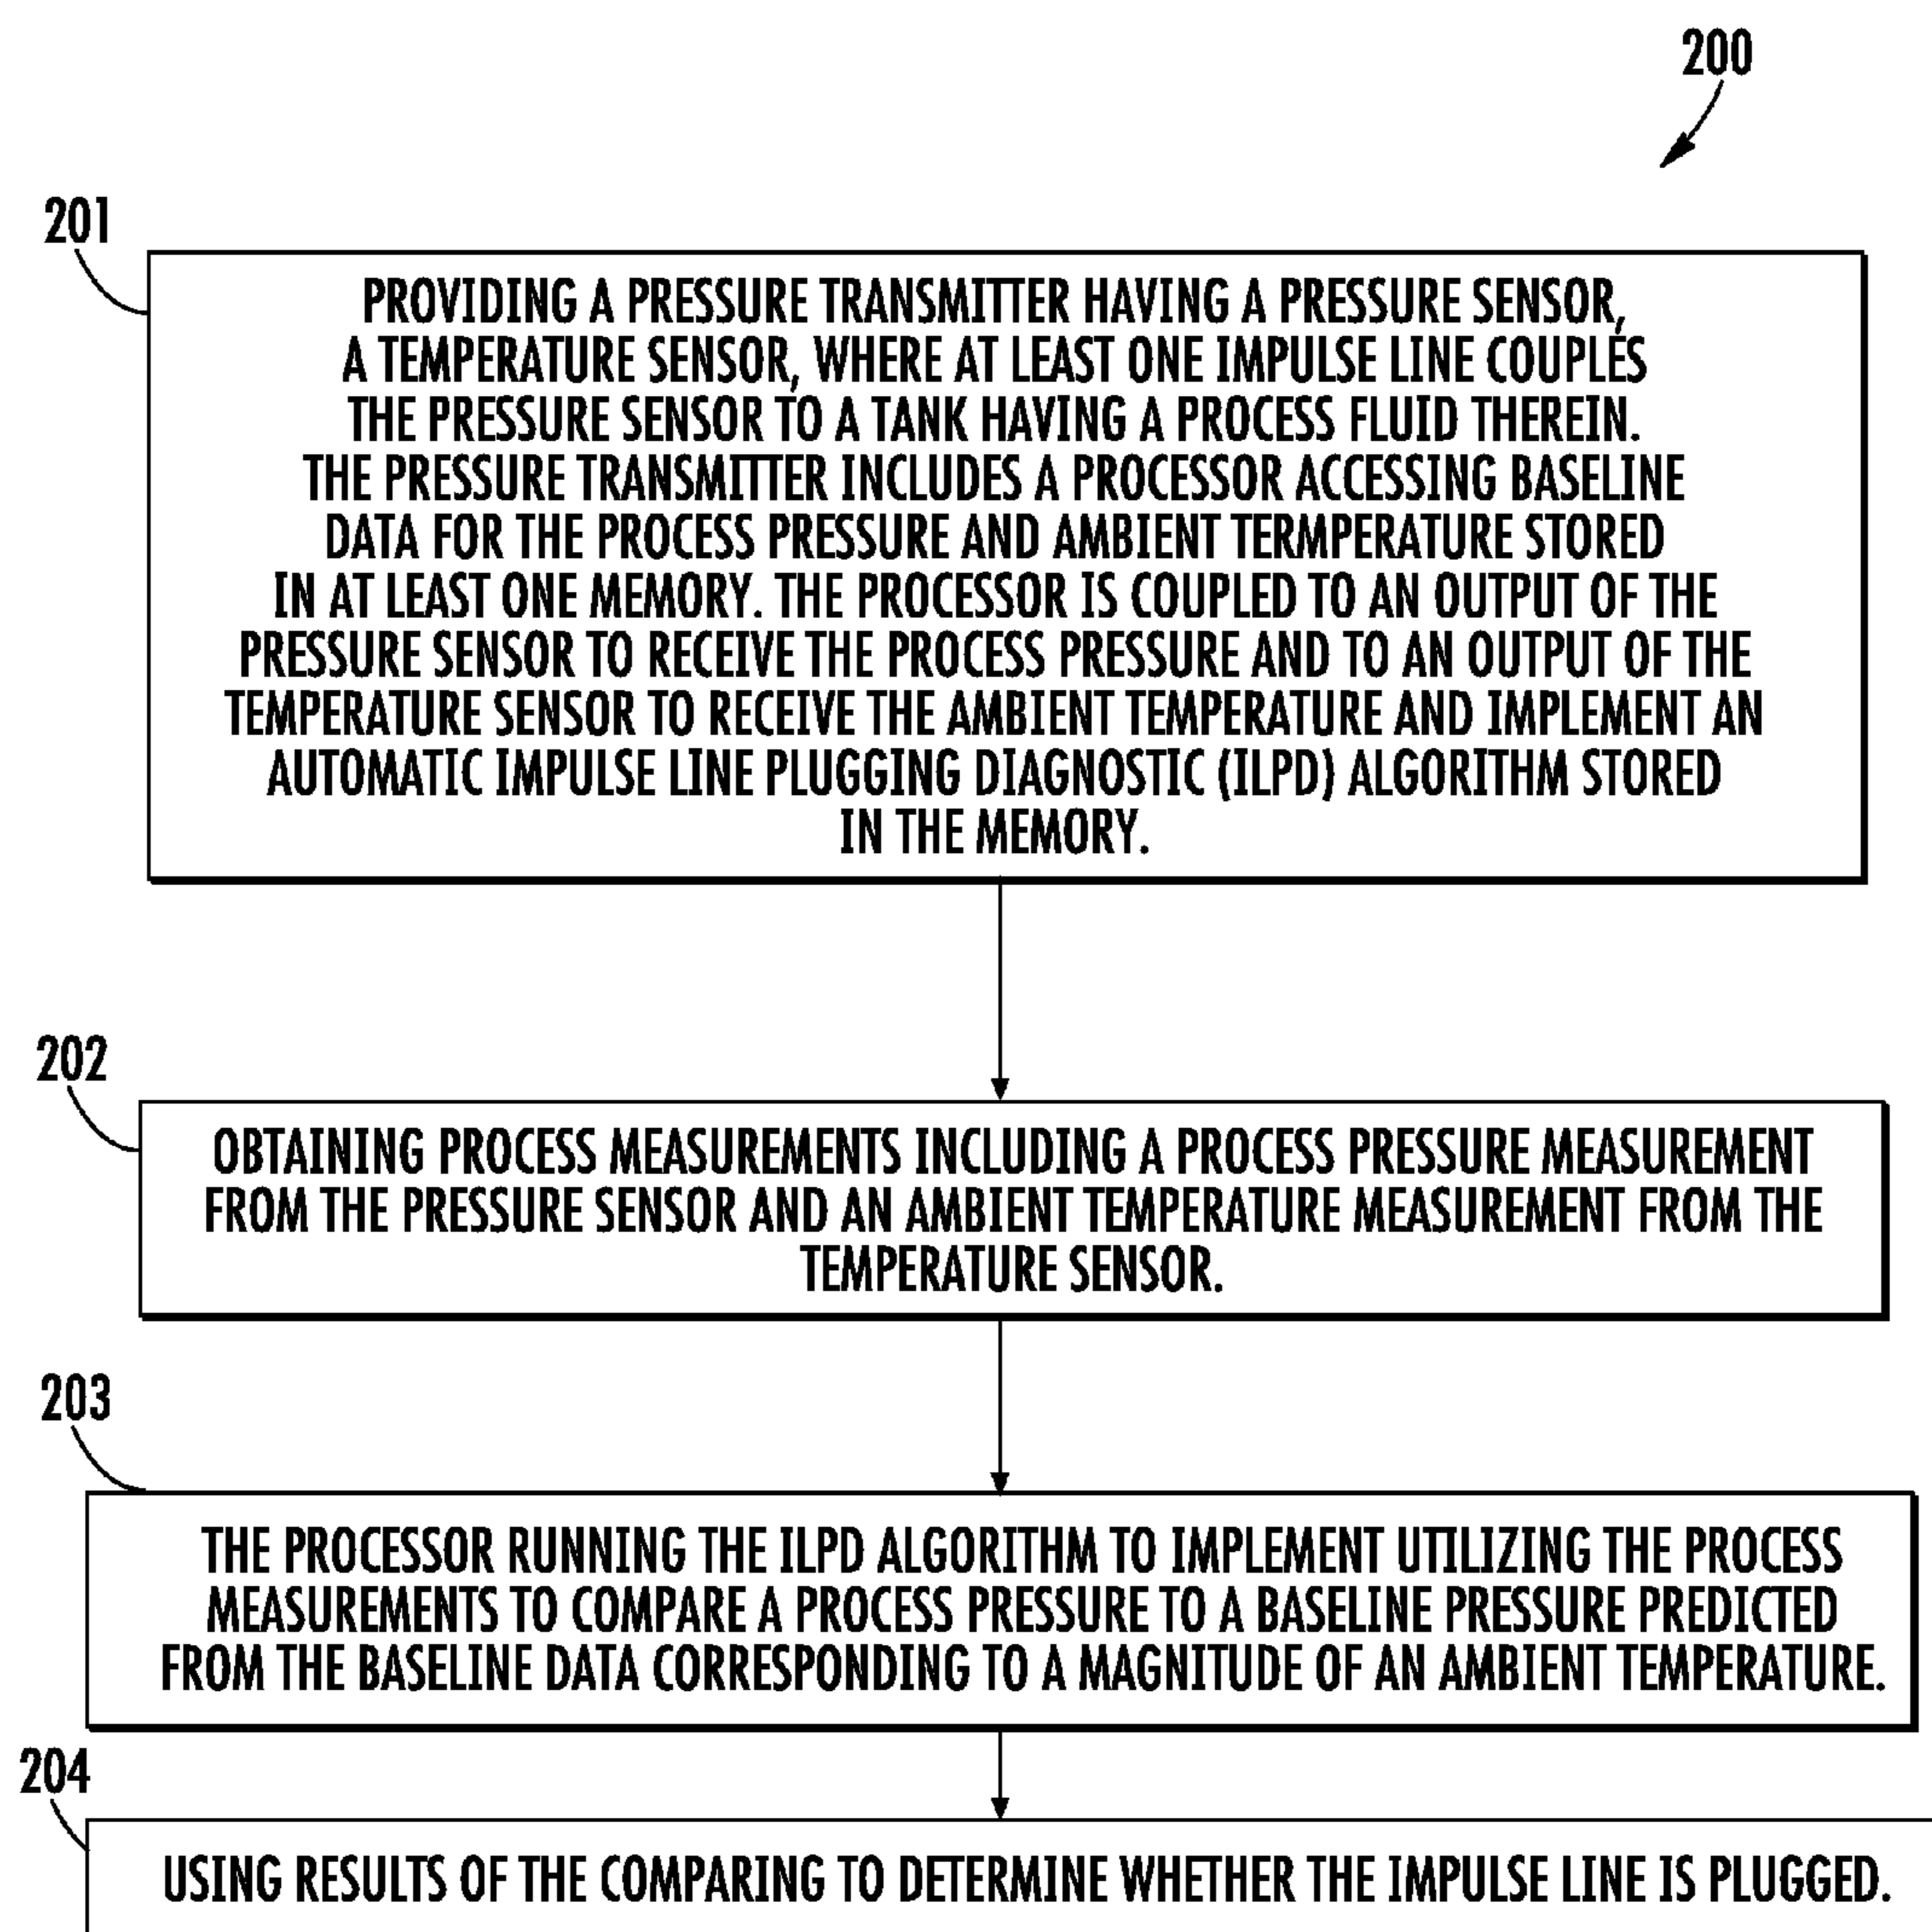 200
201
PROVIDING A PRESSURE TRANSMITTER HAVING A PRESSURE SENSOR,
A TEMPERATURE SENSOR, WHERE AT LEAST ONE IMPULSE LINE COUPLES
THE PRESSURE SENSOR TO A TANK HAVING A PROCESS FLUID THEREIN.
THE PRESSURE TRANSMITTER INCLUDES A PROCESSOR ACCESSING BASELINE
DATA FOR THE PROCESS PRESSURE AND AMBIENT TERMPERATURE STORED
IN AT LEAST ONE MEMORY. THE PROCESSOR IS COUPLED TO AN OUTPUT OF THE
PRESSURE SENSOR TO RECEIVE THE PROCESS PRESSURE AND TO AN OUTPUT OF THE
TEMPERATURE SENSOR TO RECEIVE THE AMBIENT TEMPERATURE AND IMPLEMENT AN
AUTOMATIC IMPULSE LINE PLUGGING DIAGNOSTIC (ILPD) ALGORITHM STORED
IN THE MEMORY.
202
OBTAINING PROCESS MEASUREMENTS INCLUDING A PROCESS PRESSURE MEASUREMENT
FROM THE PRESSURE SENSOR AND AN AMBIENT TEMPERATURE MEASUREMENT FROM THE
TEMPERATURE SENSOR.
203
THE PROCESSOR RUNNING THE ILPD ALGORITHM TO IMPLEMENT UTILIZING THE PROCESS
MEASUREMENTS TO COMPARE A PROCESS PRESSURE TO A BASELINE PRESSURE PREDICTED
FROM THE BASELINE DATA CORRESPONDING TO A MAGNITUDE OF AN AMBIENT TEMPERATURE.
204
USING RESULTS OF THE COMPARING TO DETERMINE WHETHER THE IMPULSE LINE IS PLUGGED.